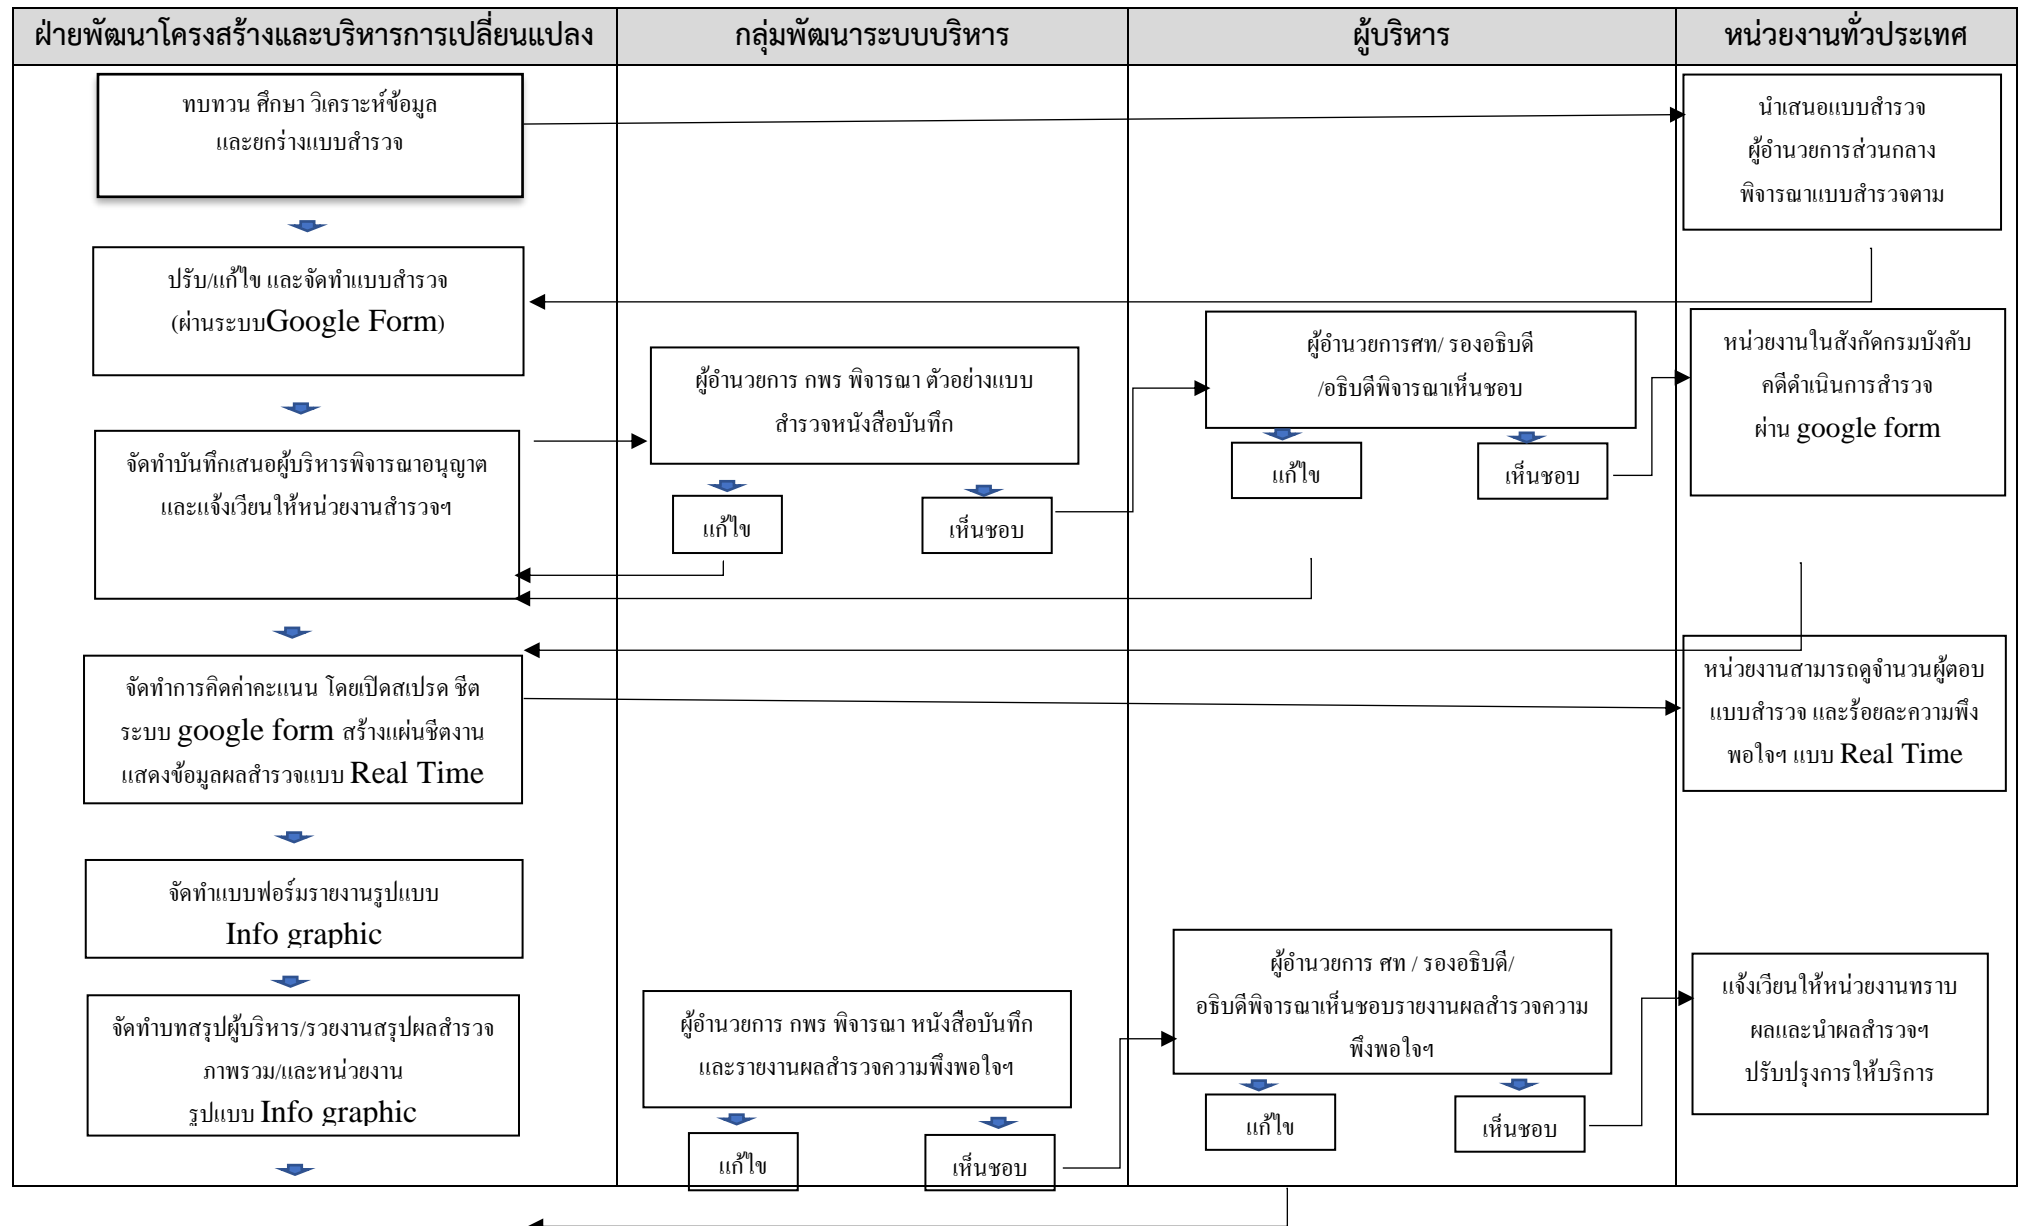 ฝ่ายพัฒนาโครงสร้างและบริหารการเปลี่ยนแปลง
กลุ่มพัฒนาระบบบริหาร
ผู้บริหาร
หน่วยงานทั่วประเทศ
ทบทวน ศึกษา วิเคราะห์ข้อมูล
และยกร่างแบบสำรวจ
นำเสนอแบบสำรวจ
ผู้อำนวยการส่วนกลาง
พิจารณาแบบสำรวจตาม
ปรับ/แก้ไข และจัดทำแบบสำรวจ
(ผ่านระบบGoogle Form)
ผู้อำนวยการ กพร พิจารณา ตัวอย่างแบบ
สำรวจหนังสือบันทึก
ผู้อำนวยการศท/ รองอธิบดี
/อธิบดีพิจารณาเห็นชอบ
หน่วยงานในสังกัดกรมบังคับ
คดีดำเนินการสำรวจ
ผ่าน google form
จัดทำบันทึกเสนอผู้บริหารพิจารณาอนุญาต
และแจ้งเวียนให้หน่วยงานสำรวจฯ
แก้ไข
เห็นชอบ
แก้ไข
เห็นชอบ
จัดทำการคิดค่าคะแนน โดยเปิดสเปรด ชีต
ระบบ google form สร้างแผ่นชีตงาน
แสดงข้อมูลผลสำรวจแบบ Real Time
หน่วยงานสามารถดูจำนวนผู้ตอบ
แบบสำรวจ และร้อยละความพึง
พอใจฯ แบบ Real Time
จัดทำแบบฟอร์มรายงานรูปแบบ
Info graphic
จัดทำบทสรุปผู้บริหาร/รวยงานสรุปผลสำรวจ
ภาพรวม/และหน่วยงาน
รูปแบบ Info graphic
ผู้อำนวยการ กพร พิจารณา หนังสือบันทึก
และรายงานผลสำรวจความพึงพอใจฯ
ผู้อำนวยการ ศท / รองอธิบดี/
อธิบดีพิจารณาเห็นชอบรายงานผลสำรวจความ
พึงพอใจฯ
แจ้งเวียนให้หน่วยงานทราบ
ผลและนำผลสำรวจฯ
ปรับปรุงการให้บริการ
แก้ไข
เห็นชอบ
แก้ไข
เห็นชอบ